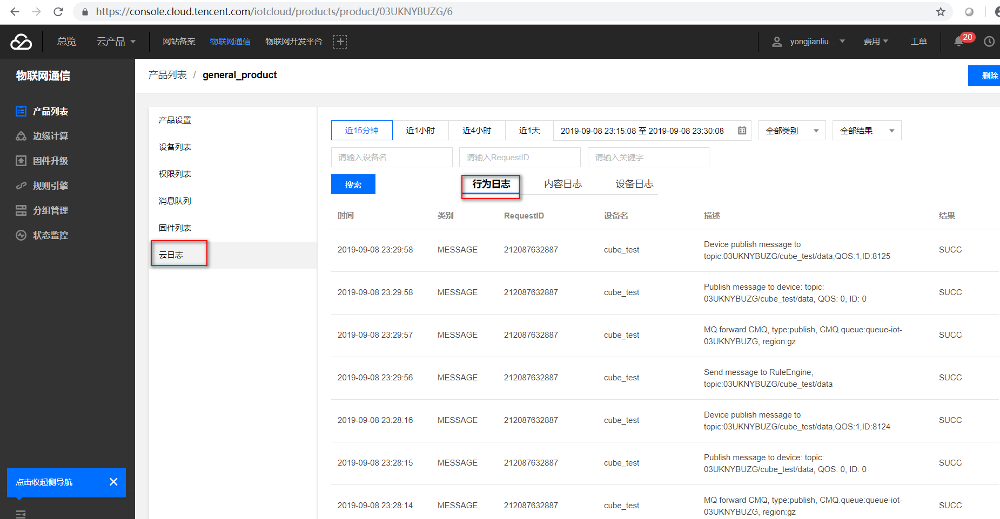 https://console.cloud.tencent.com/iotcloud/products/product/03UKNYBUZG/6
总览 云产品 网站备案 物联网通信 物联网开发平台 yongjianliu... 费用 工单 20
物联网通信
产品列表
边缘计算
固件升级
规则引擎
分组管理
状态监控
点击收起侧导航
产品列表 / general_product 删除
产品设置
设备列表
权限列表
消息队列
固件列表
云日志
近15分钟 近1小时 近4小时 近1天 2019-09-08 23:15:08 至 2019-09-08 23:30:08 全部类别 全部结果
请输入设备名 请输入RequestID 请输入关键字
搜索 行为日志 内容日志 设备日志
时间 类别 RequestID 设备名 描述 结果
2019-09-08 23:29:58 MESSAGE 212087632887 cube_test Device publish message to
topic:03UKNYBUZG/cube_test/data,QOS:1,ID:8125 SUCC
2019-09-08 23:29:58 MESSAGE 212087632887 cube_test Publish message to device: topic:
03UKNYBUZG/cube_test/data, QOS: 0, ID: 0 SUCC
2019-09-08 23:29:57 MESSAGE 212087632887 cube_test MQ forward CMQ, type:publish, CMQ.queue:queue-iot-
03UKNYBUZG, region:gz SUCC
2019-09-08 23:29:56 MESSAGE 212087632887 cube_test Send message to RuleEngine,
topic:03UKNYBUZG/cube_test/data SUCC
2019-09-08 23:28:16 MESSAGE 212087632887 cube_test Device publish message to
topic:03UKNYBUZG/cube_test/data,QOS:1,ID:8124 SUCC
2019-09-08 23:28:15 MESSAGE 212087632887 cube_test Publish message to device: topic:
03UKNYBUZG/cube_test/data, QOS: 0, ID: 0 SUCC
2019-09-08 23:28:14 MESSAGE 212087632887 cube_test MQ forward CMQ, type:publish, CMQ.queue:queue-iot-
03UKNYBUZG, region:gz SUCC